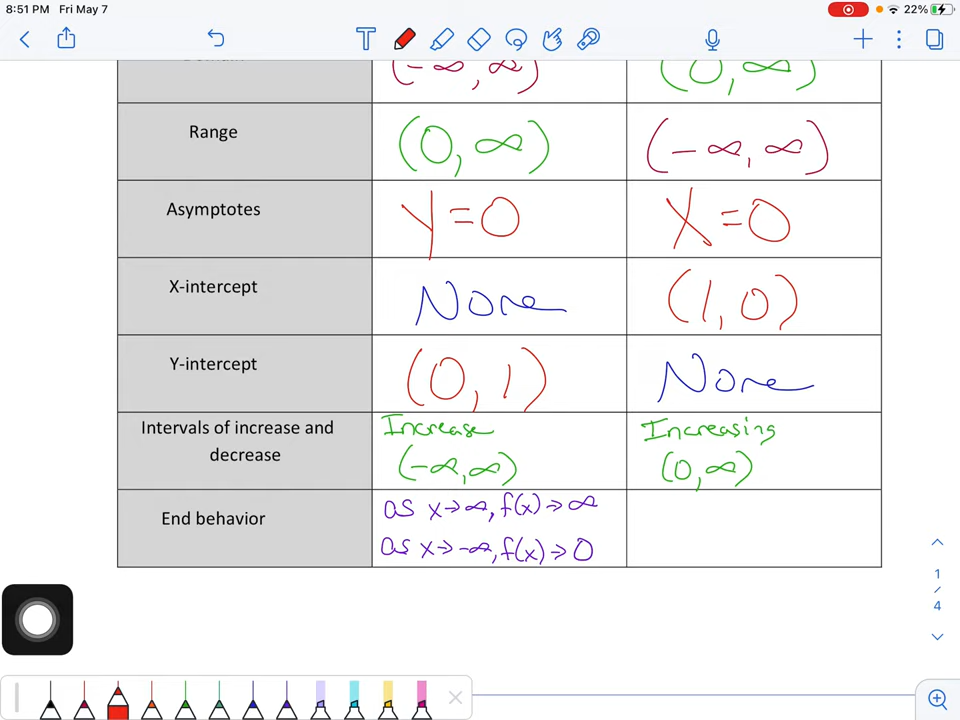 8:51 PM Fri May 7
22%
T
Domain
(-∞, ∞)
(0, ∞)
Range
(0, ∞)
(-∞, ∞)
Asymptotes
Y=0
X=0
X-intercept
None
(1,0)
Y-intercept
(0,1)
None
Intervals of increase and
decrease
Increase
(-∞,∞)
Increasing
(0,∞)
End behavior
as x→∞, f(x)→∞
as x→-∞, f(x)→0
1
/
4